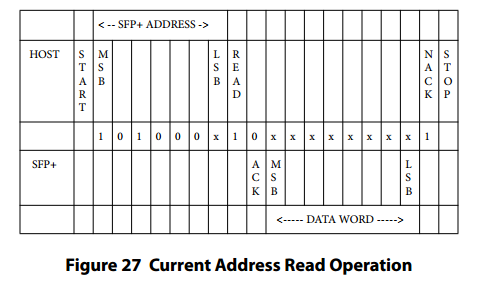 <-- SFP+ ADDRESS ->
HOST START MSB LSB READ NACK STOP
1 0 1 0 0 0 x 1 0 x x x x x x x x 1
SFP+ ACK MSB LSB
<----- DATA WORD ----->
Figure 27 Current Address Read Operation